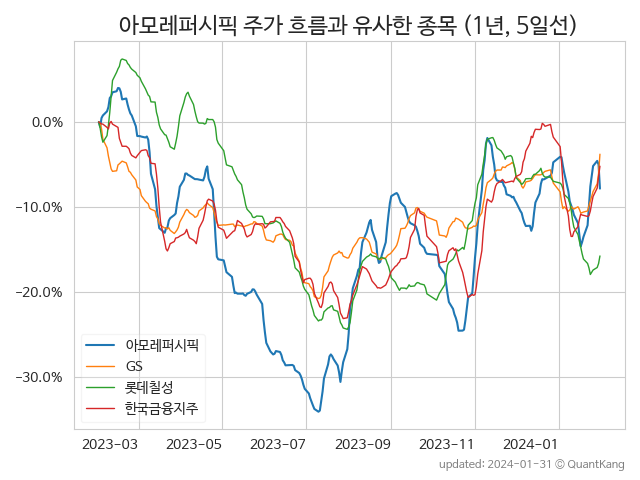 아모레퍼시픽 주가 흐름과 유사한 종목 (1년, 5일선)
0.0%
−10.0%
−20.0%
−30.0%
아모레퍼시픽
GS
롯데칠성
한국금융지주
2023-03 2023-05 2023-07 2023-09 2023-11 2024-01
updated: 2024-01-31 © QuantKang